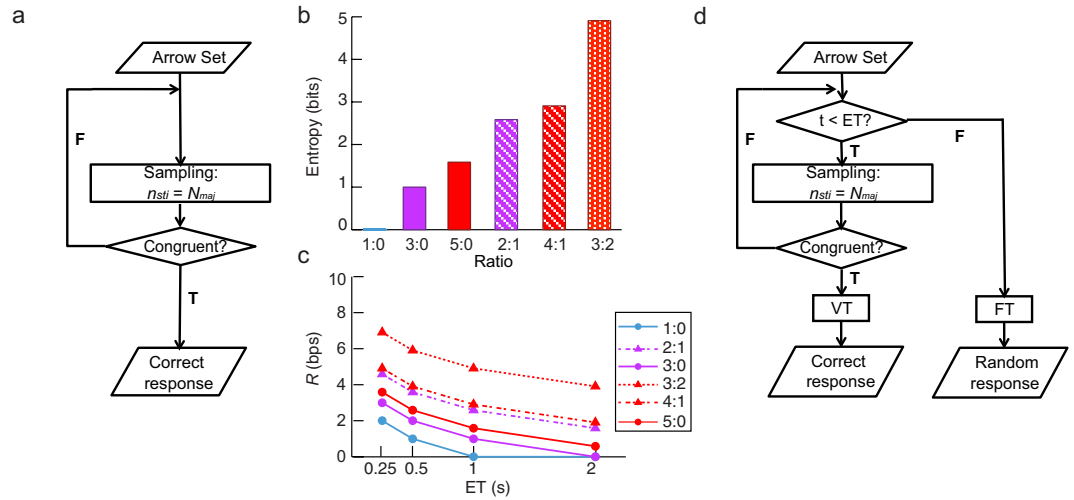 a
Arrow Set
F
Sampling:
nsti = Nmaj
Congruent?
T
Correct
response
b
Entropy (bits)
5
4
3
2
1
0
1:0 3:0 5:0 2:1 4:1 3:2
Ratio
c
R (bps)
10
8
6
4
2
0
0.25 0.5 1 2
ET (s)
1:0
2:1
3:0
3:2
4:1
5:0
d
Arrow Set
t < ET?
F
F
T
Sampling:
nsti = Nmaj
Congruent?
T
VT
FT
Correct
response
Random
response